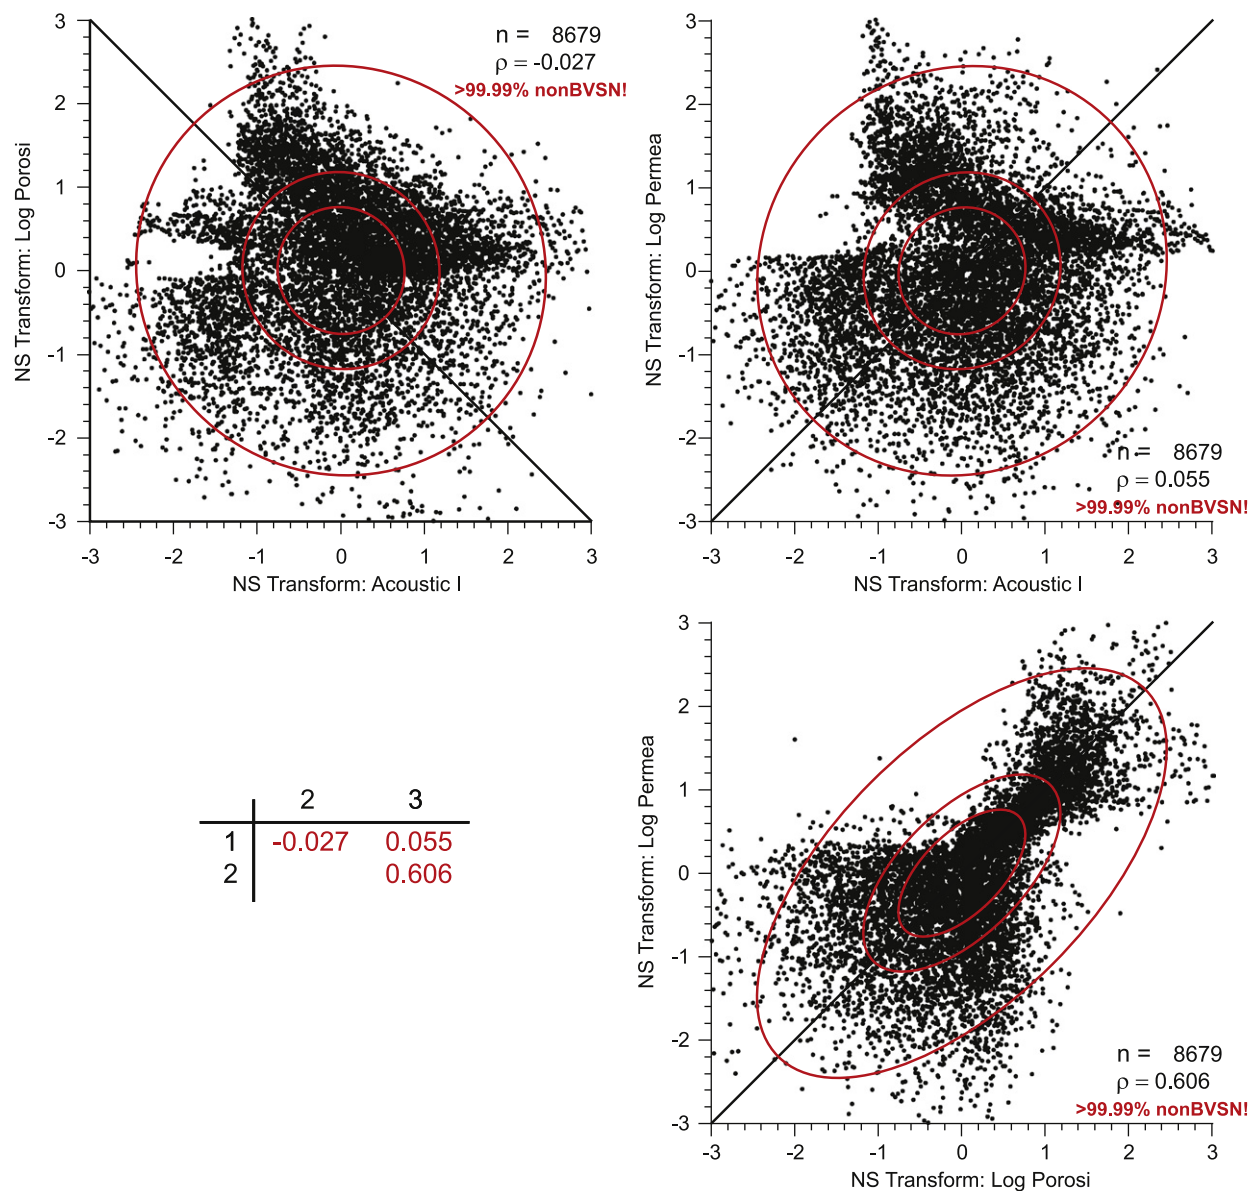 3
2
1
0
-1
-2
-3
NS Transform: Log Porosi
n = 8679
ρ = -0.027
>99.99% nonBVSN!
-3 -2 -1 0 1 2 3
NS Transform: Acoustic I
3
2
1
0
-1
-2
-3
NS Transform: Log Permea
n = 8679
ρ = 0.055
>99.99% nonBVSN!
-3 -2 -1 0 1 2 3
NS Transform: Acoustic I
2 3
1 -0.027 0.055
2 0.606
3
2
1
0
-1
-2
-3
NS Transform: Log Permea
n = 8679
ρ = 0.606
>99.99% nonBVSN!
-3 -2 -1 0 1 2 3
NS Transform: Log Porosi